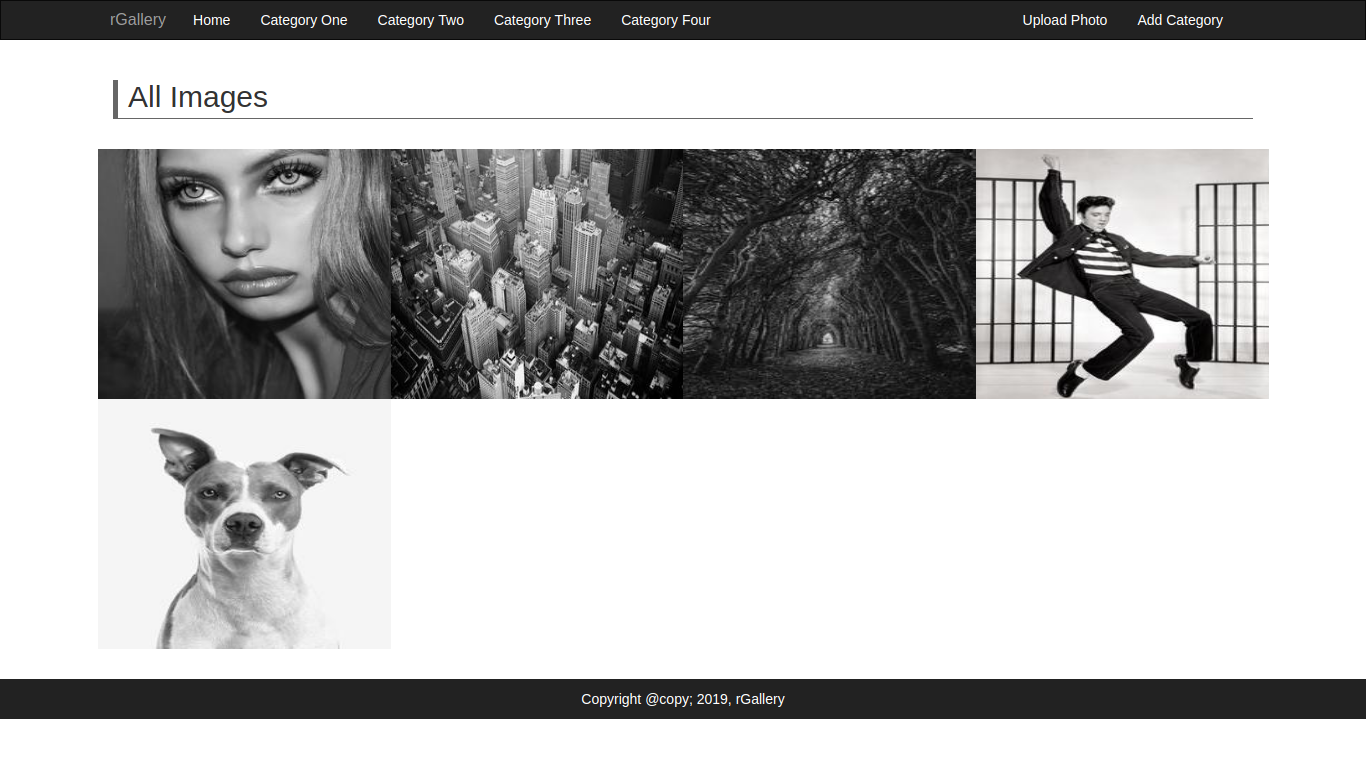 rGallery Home Category One Category Two Category Three Category Four Upload Photo Add Category
All Images
Copyright @copy; 2019, rGallery